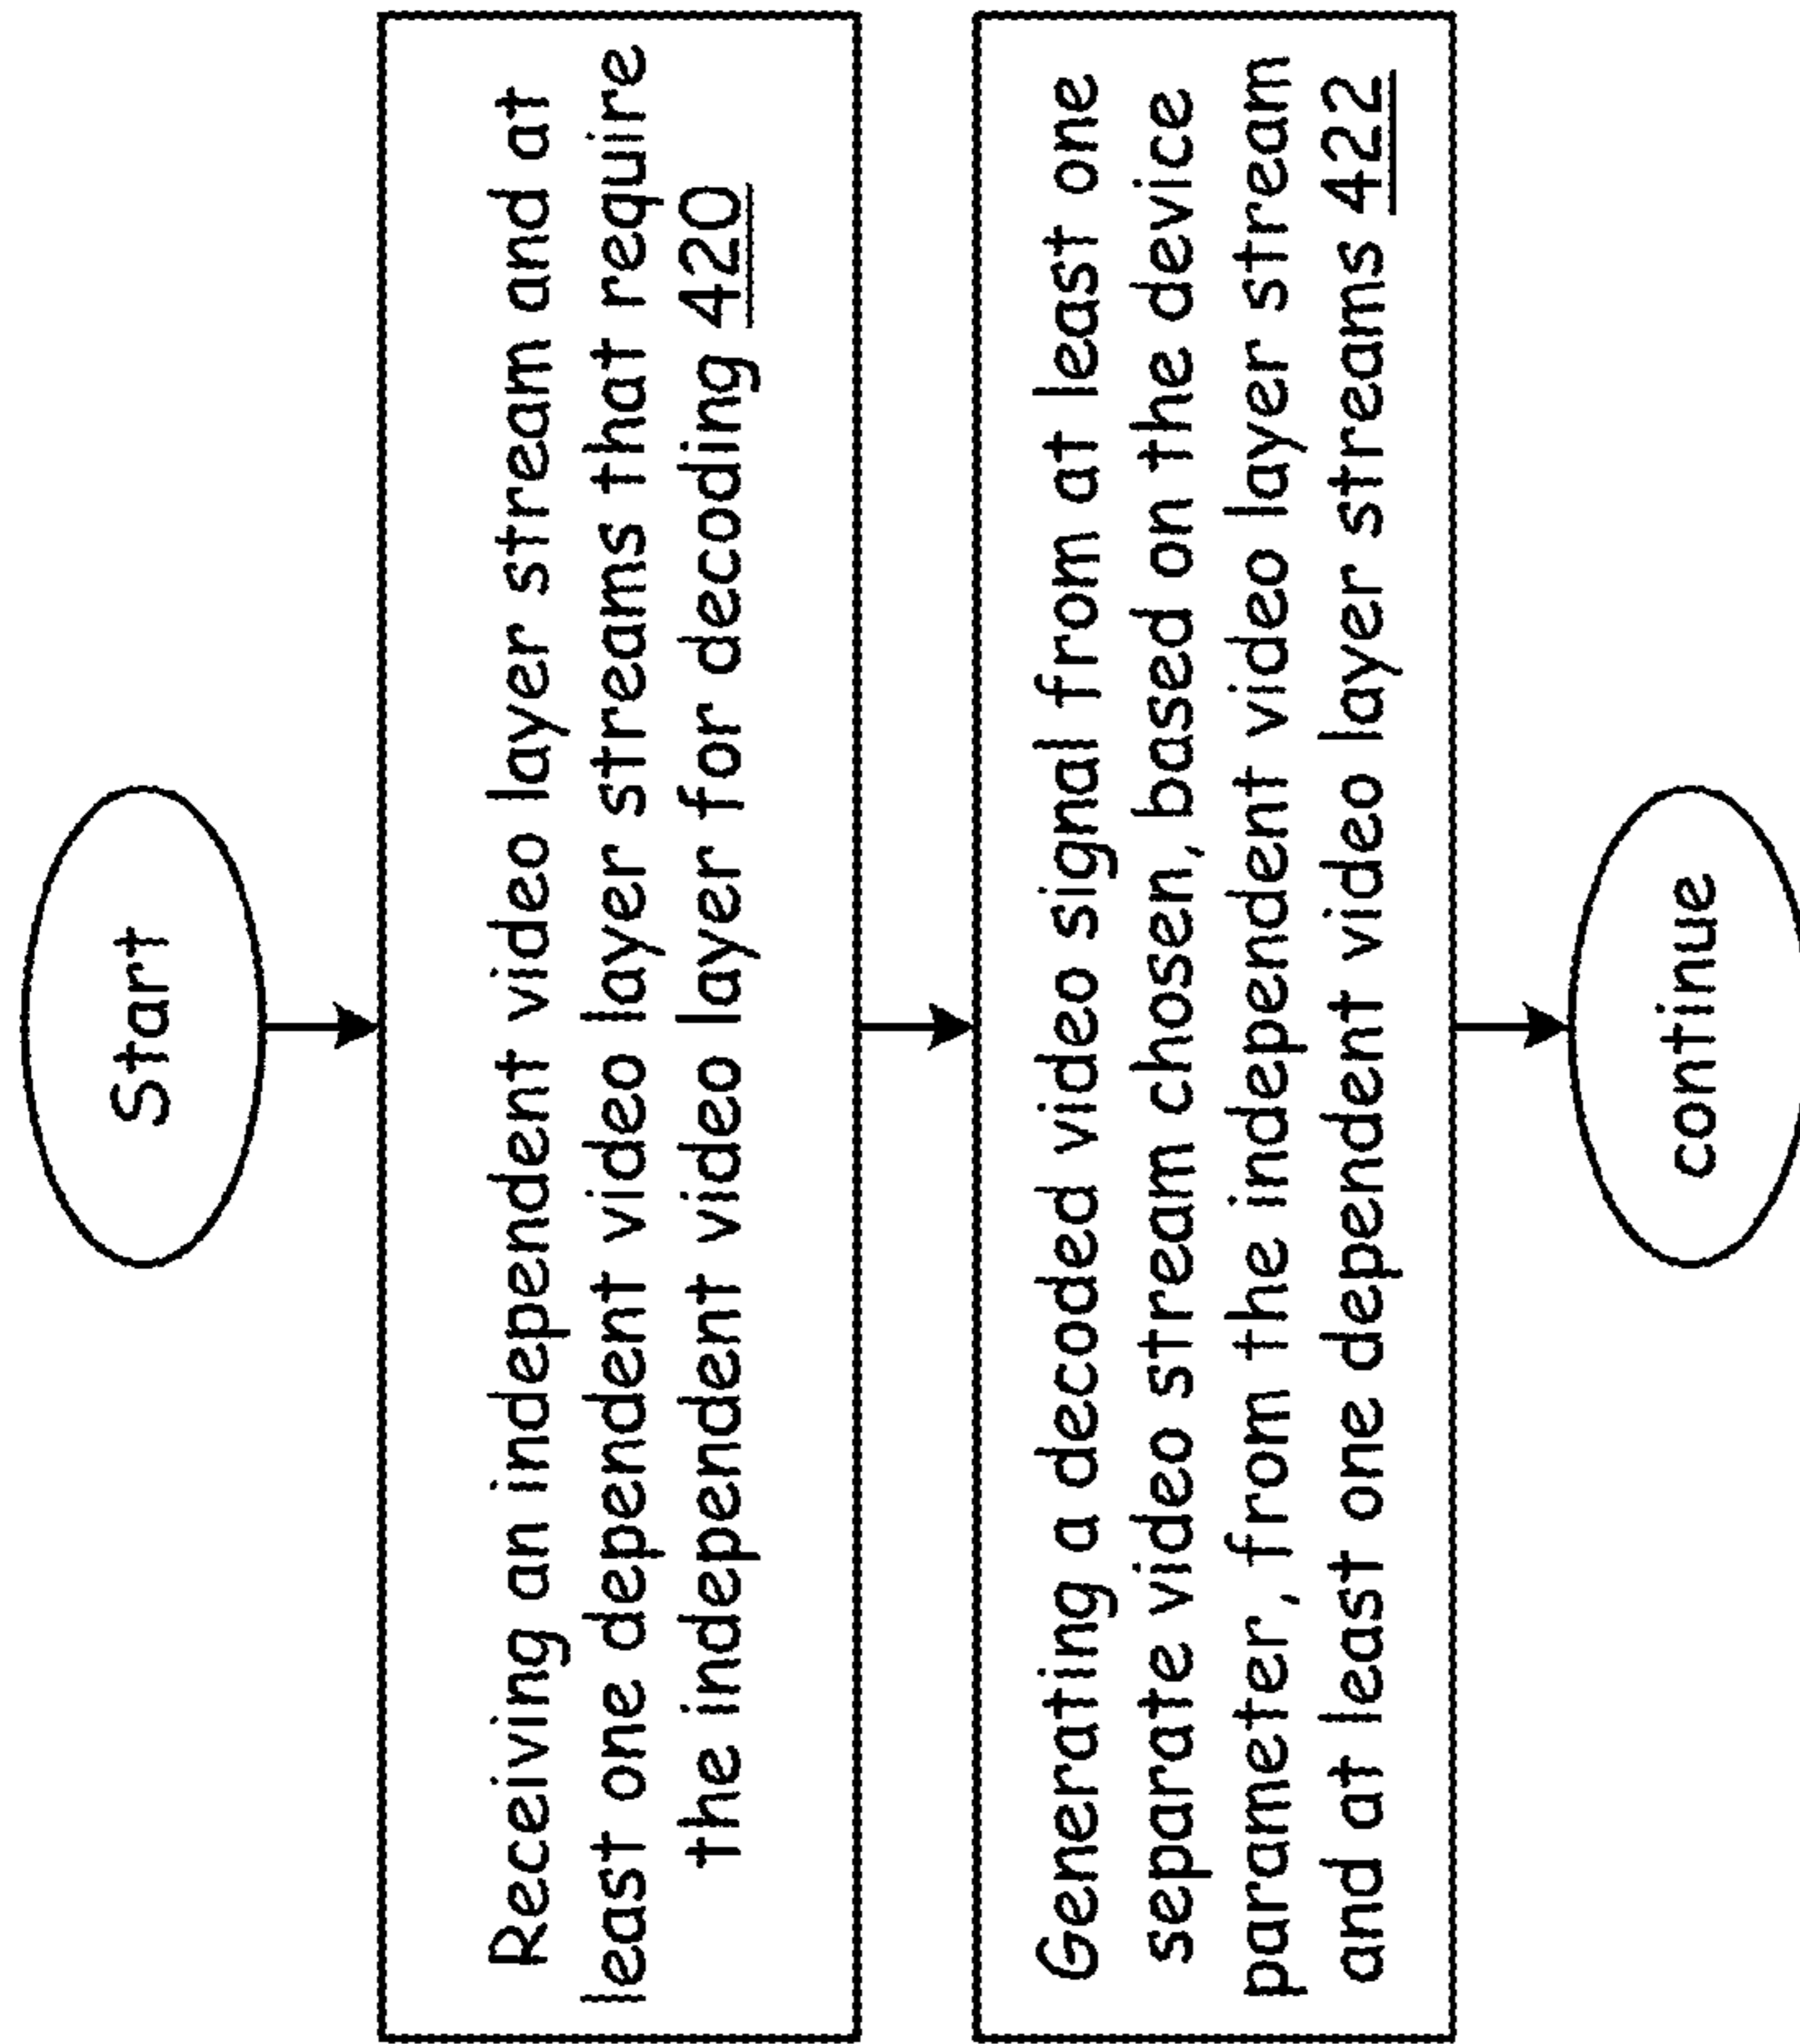 Start
Receiving an independent video layer stream and at
least one dependent video layer streams that require
the independent video layer for decoding 420
Generating a decoded video signal from at least one
separate video stream chosen, based on the device
parameter, from the independent video layer stream
and at least one dependent video layer streams 422
continue